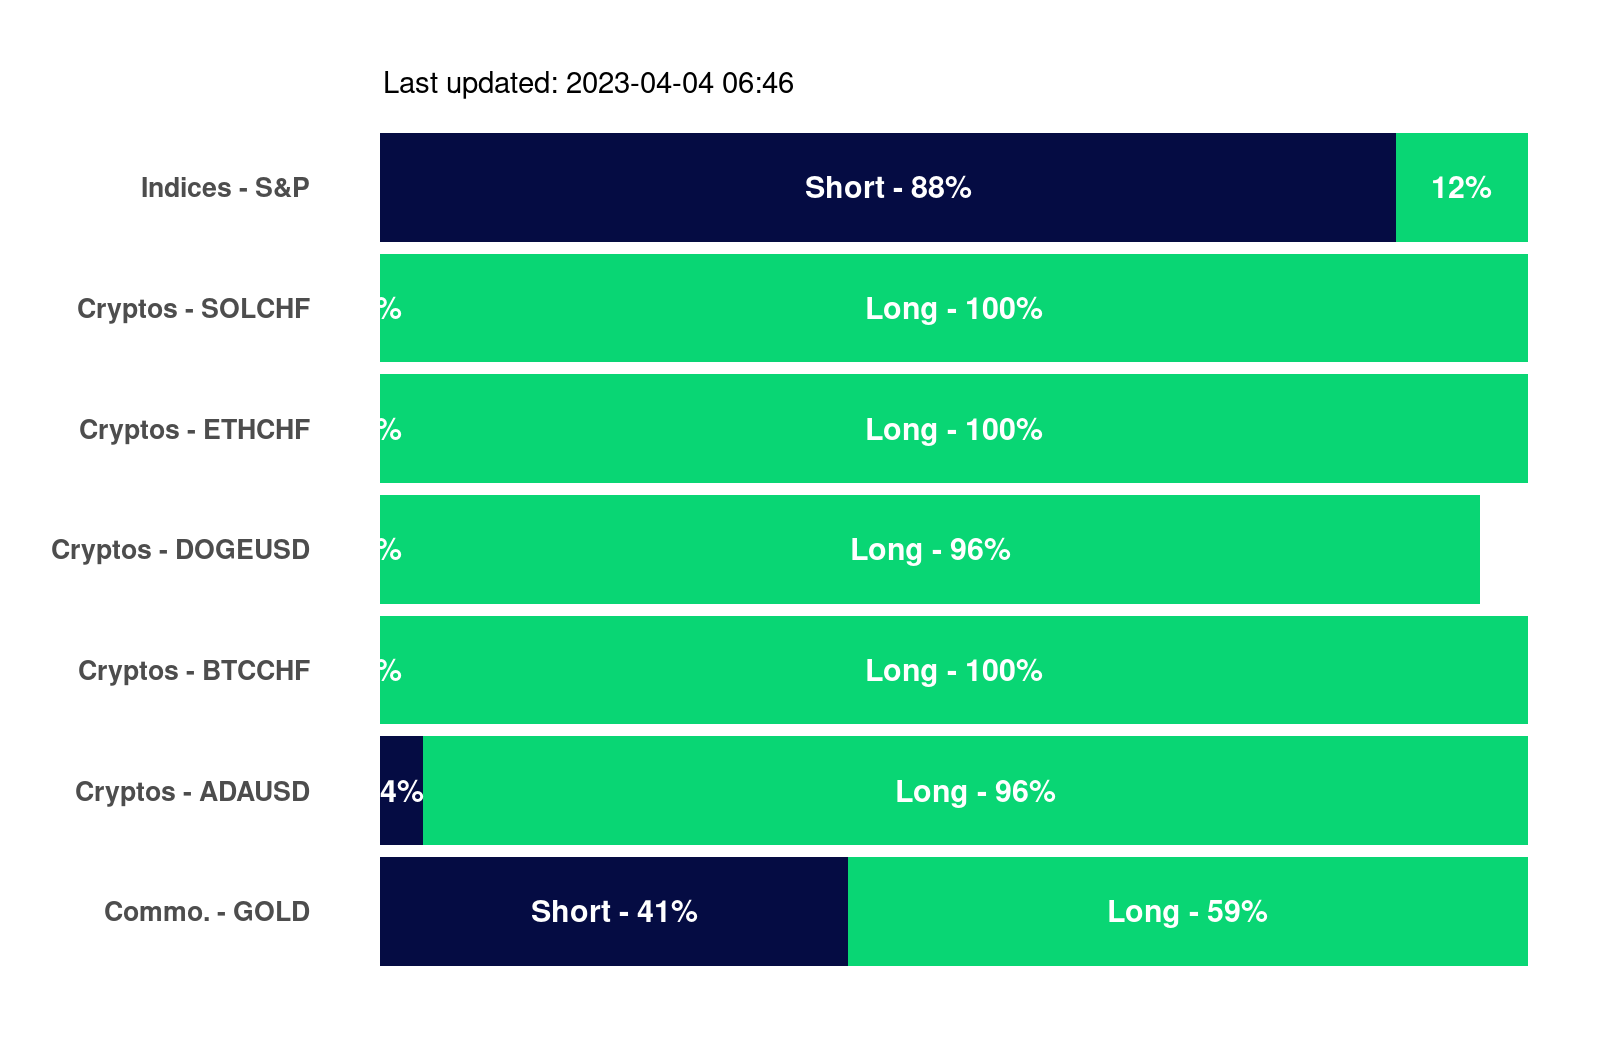 Last updated: 2023-04-04 06:46
Indices - S&P Short - 88% 12%
Cryptos - SOLCHF % Long - 100%
Cryptos - ETHCHF % Long - 100%
Cryptos - DOGEUSD % Long - 96%
Cryptos - BTCCHF % Long - 100%
Cryptos - ADAUSD 4% Long - 96%
Commo. - GOLD Short - 41% Long - 59%